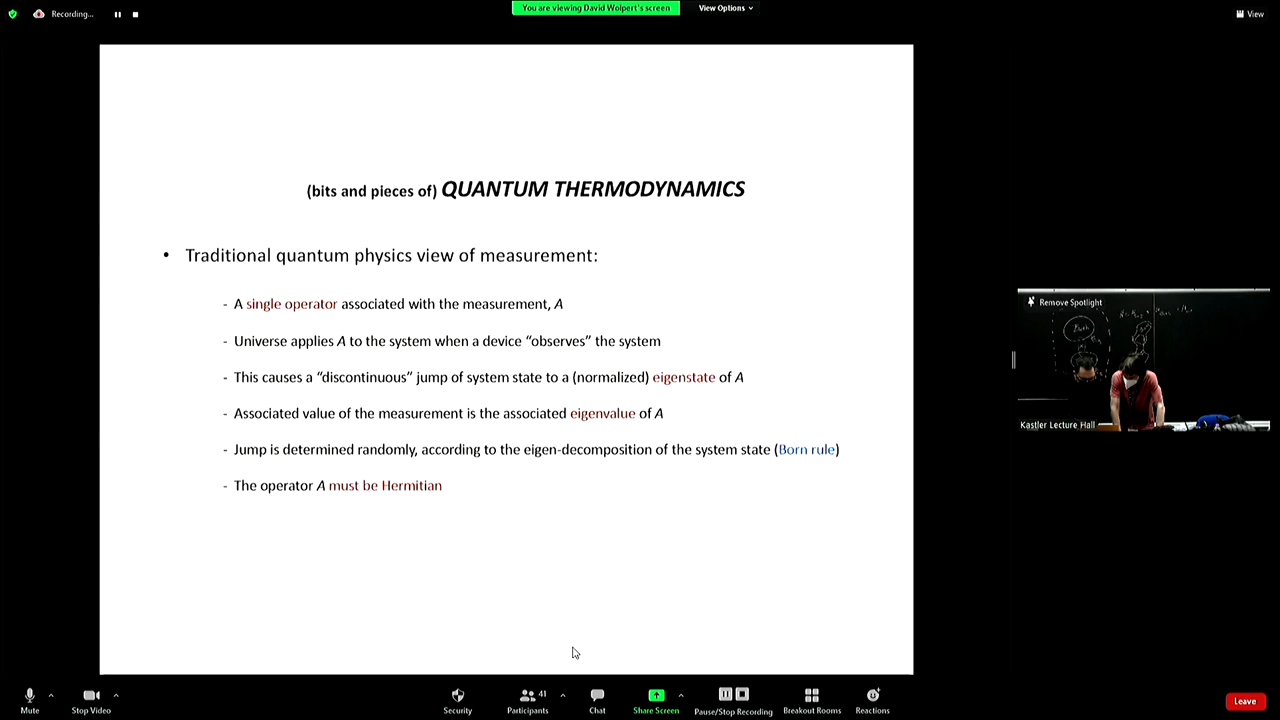 Recording...
You are viewing David Wolpert's screen
View Options
View
(bits and pieces of) QUANTUM THERMODYNAMICS
• Traditional quantum physics view of measurement:
- A single operator associated with the measurement, A
- Universe applies A to the system when a device “observes” the system
- This causes a “discontinuous” jump of system state to a (normalized) eigenstate of A
- Associated value of the measurement is the associated eigenvalue of A
- Jump is determined randomly, according to the eigen-decomposition of the system state (Born rule)
- The operator A must be Hermitian
Remove Spotlight
Bath
Kastler Lecture Hall
Mute
Stop Video
Security
Participants
41
Chat
Share Screen
Pause/Stop Recording
Breakout Rooms
Reactions
Leave